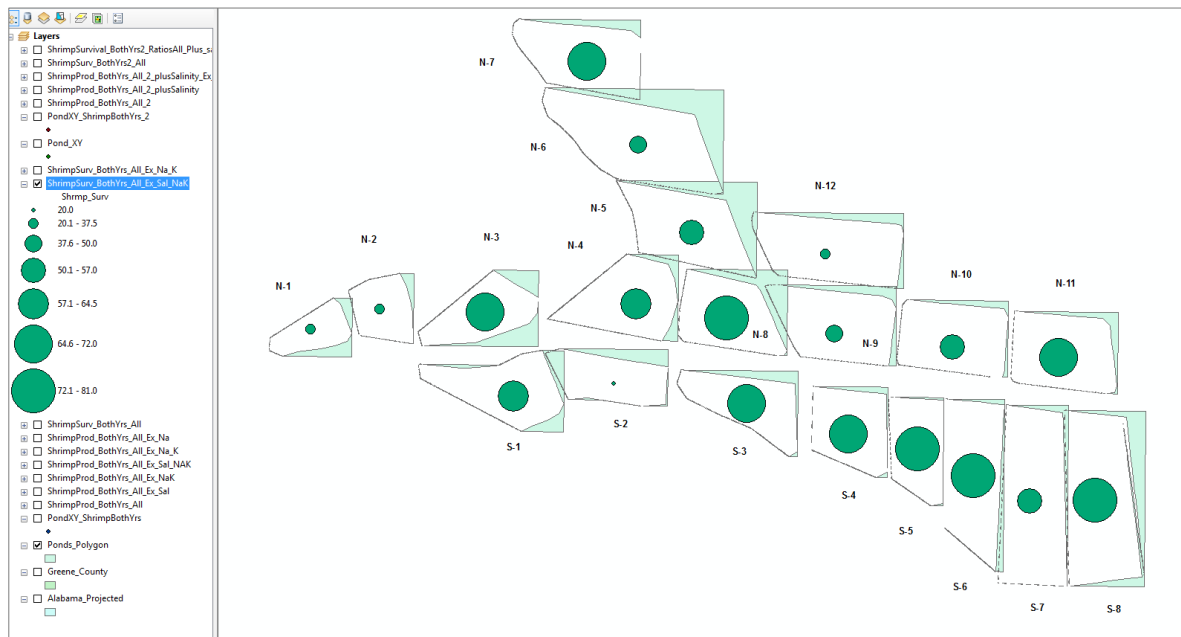 Layers
ShrimpSurvival_BothYrs2_RatiosAll_Plus_sa
ShrimpSurv_BothYrs2_All
ShrimpProd_BothYrs_All_2_plusSalinity_Ex_
ShrimpProd_BothYrs_All_2_plusSalinity
ShrimpProd_BothYrs_All_2
PondXY_ShrimpBothYrs_2
Pond_XY
ShrimpSurv_BothYrs_All_Ex_Na_K
ShrimpSurv_BothYrs_All_Ex_Sal_NaK
Shrmp_Surv
20.0
20.1 - 37.5
37.6 - 50.0
50.1 - 57.0
57.1 - 64.5
64.6 - 72.0
72.1 - 81.0
ShrimpSurv_BothYrs_All
ShrimpProd_BothYrs_All_Ex_Na
ShrimpProd_BothYrs_All_Ex_Na_K
ShrimpProd_BothYrs_All_Ex_Sal_NAK
ShrimpProd_BothYrs_All_Ex_NaK
ShrimpProd_BothYrs_All_Ex_Sal
ShrimpProd_BothYrs_All
PondXY_ShrimpBothYrs
Ponds_Polygon
Greene_County
Alabama_Projected
N-7
N-6
N-5
N-12
N-2
N-3
N-4
N-1
N-10
N-11
N-8
N-9
S-1
S-2
S-3
S-4
S-5
S-6
S-7
S-8